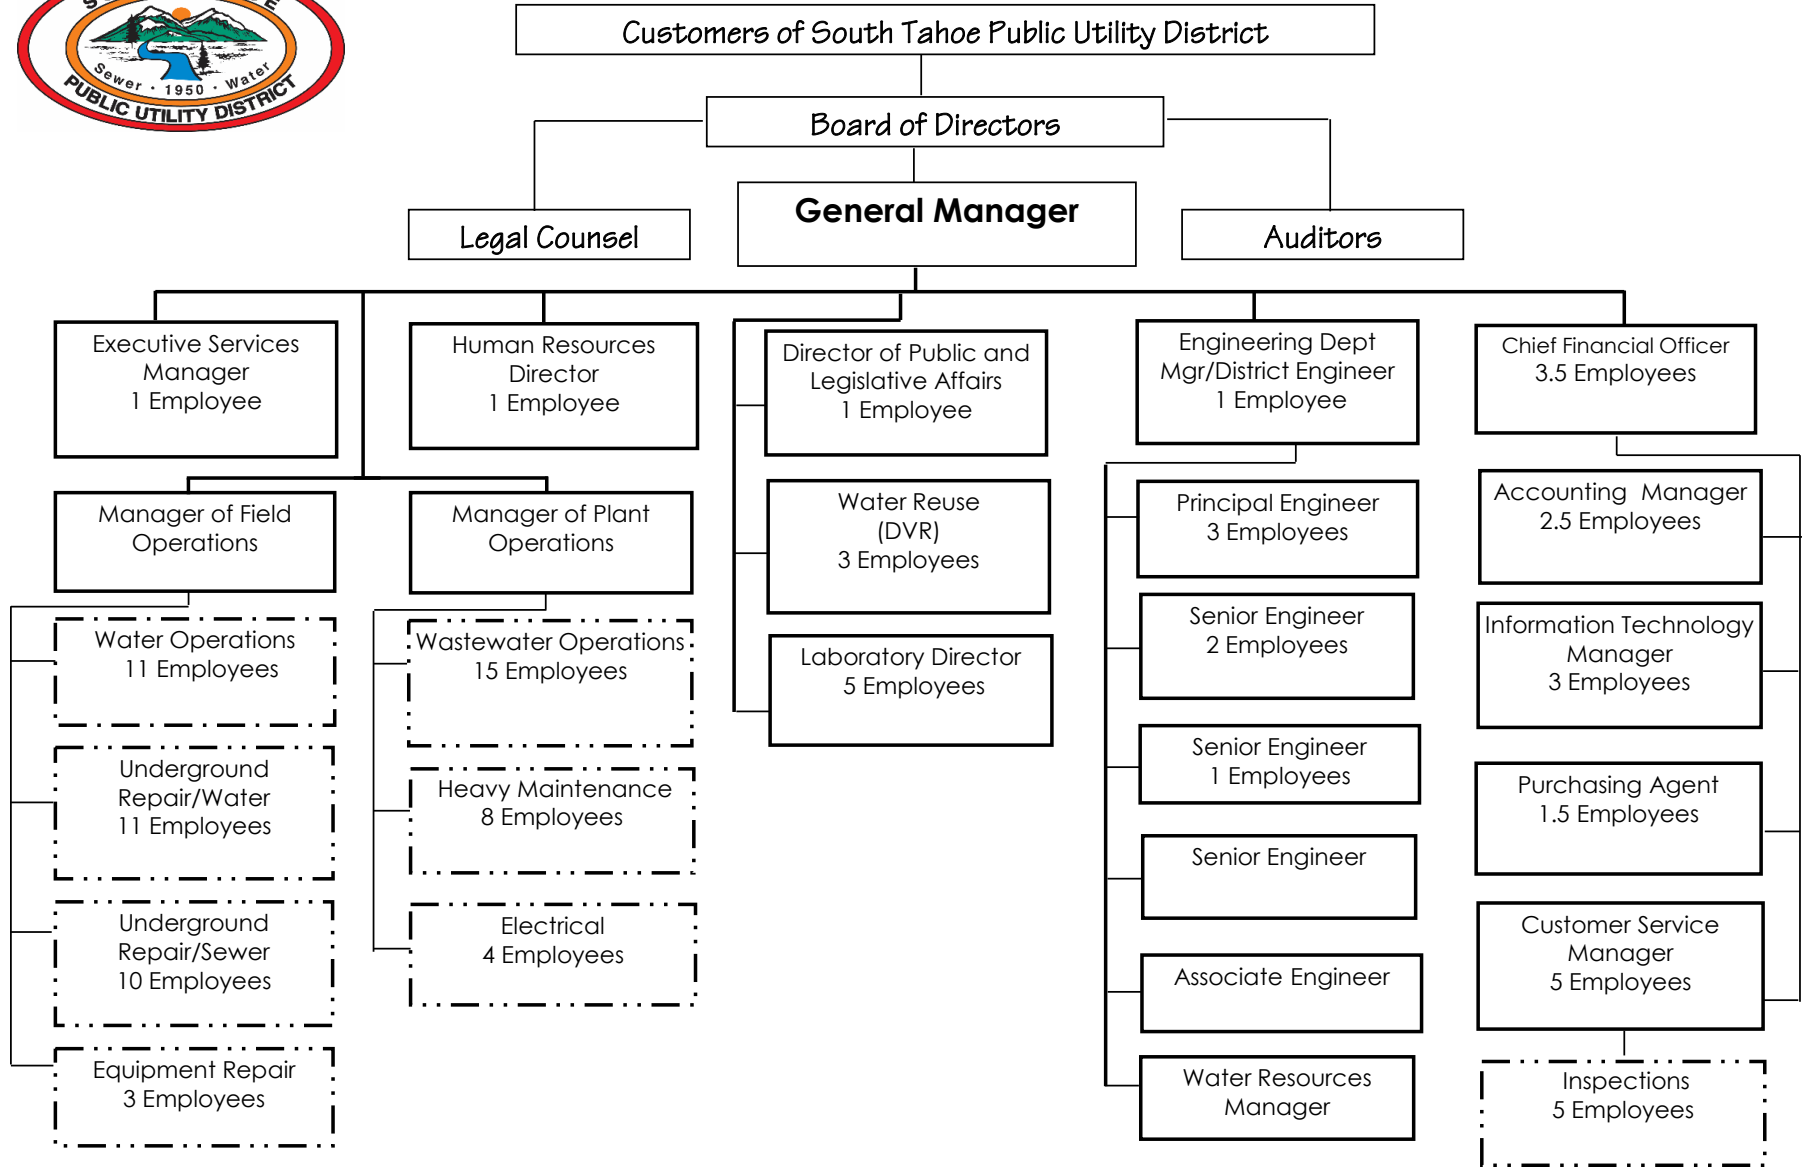 Sewer · 1950 · Water
PUBLIC UTILITY DISTRICT
Customers of South Tahoe Public Utility District
Board of Directors
Legal Counsel
General Manager
Auditors
Executive Services
Manager
1 Employee
Human Resources
Director
1 Employee
Director of Public and
Legislative Affairs
1 Employee
Engineering Dept
Mgr/District Engineer
1 Employee
Chief Financial Officer
3.5 Employees
Manager of Field
Operations
Manager of Plant
Operations
Water Reuse
(DVR)
3 Employees
Principal Engineer
3 Employees
Accounting Manager
2.5 Employees
Water Operations
11 Employees
Wastewater Operations
15 Employees
Laboratory Director
5 Employees
Senior Engineer
2 Employees
Information Technology
Manager
3 Employees
Underground
Repair/Water
11 Employees
Heavy Maintenance
8 Employees
Senior Engineer
1 Employees
Purchasing Agent
1.5 Employees
Senior Engineer
Underground
Repair/Sewer
10 Employees
Electrical
4 Employees
Associate Engineer
Customer Service
Manager
5 Employees
Equipment Repair
3 Employees
Water Resources
Manager
Inspections
5 Employees